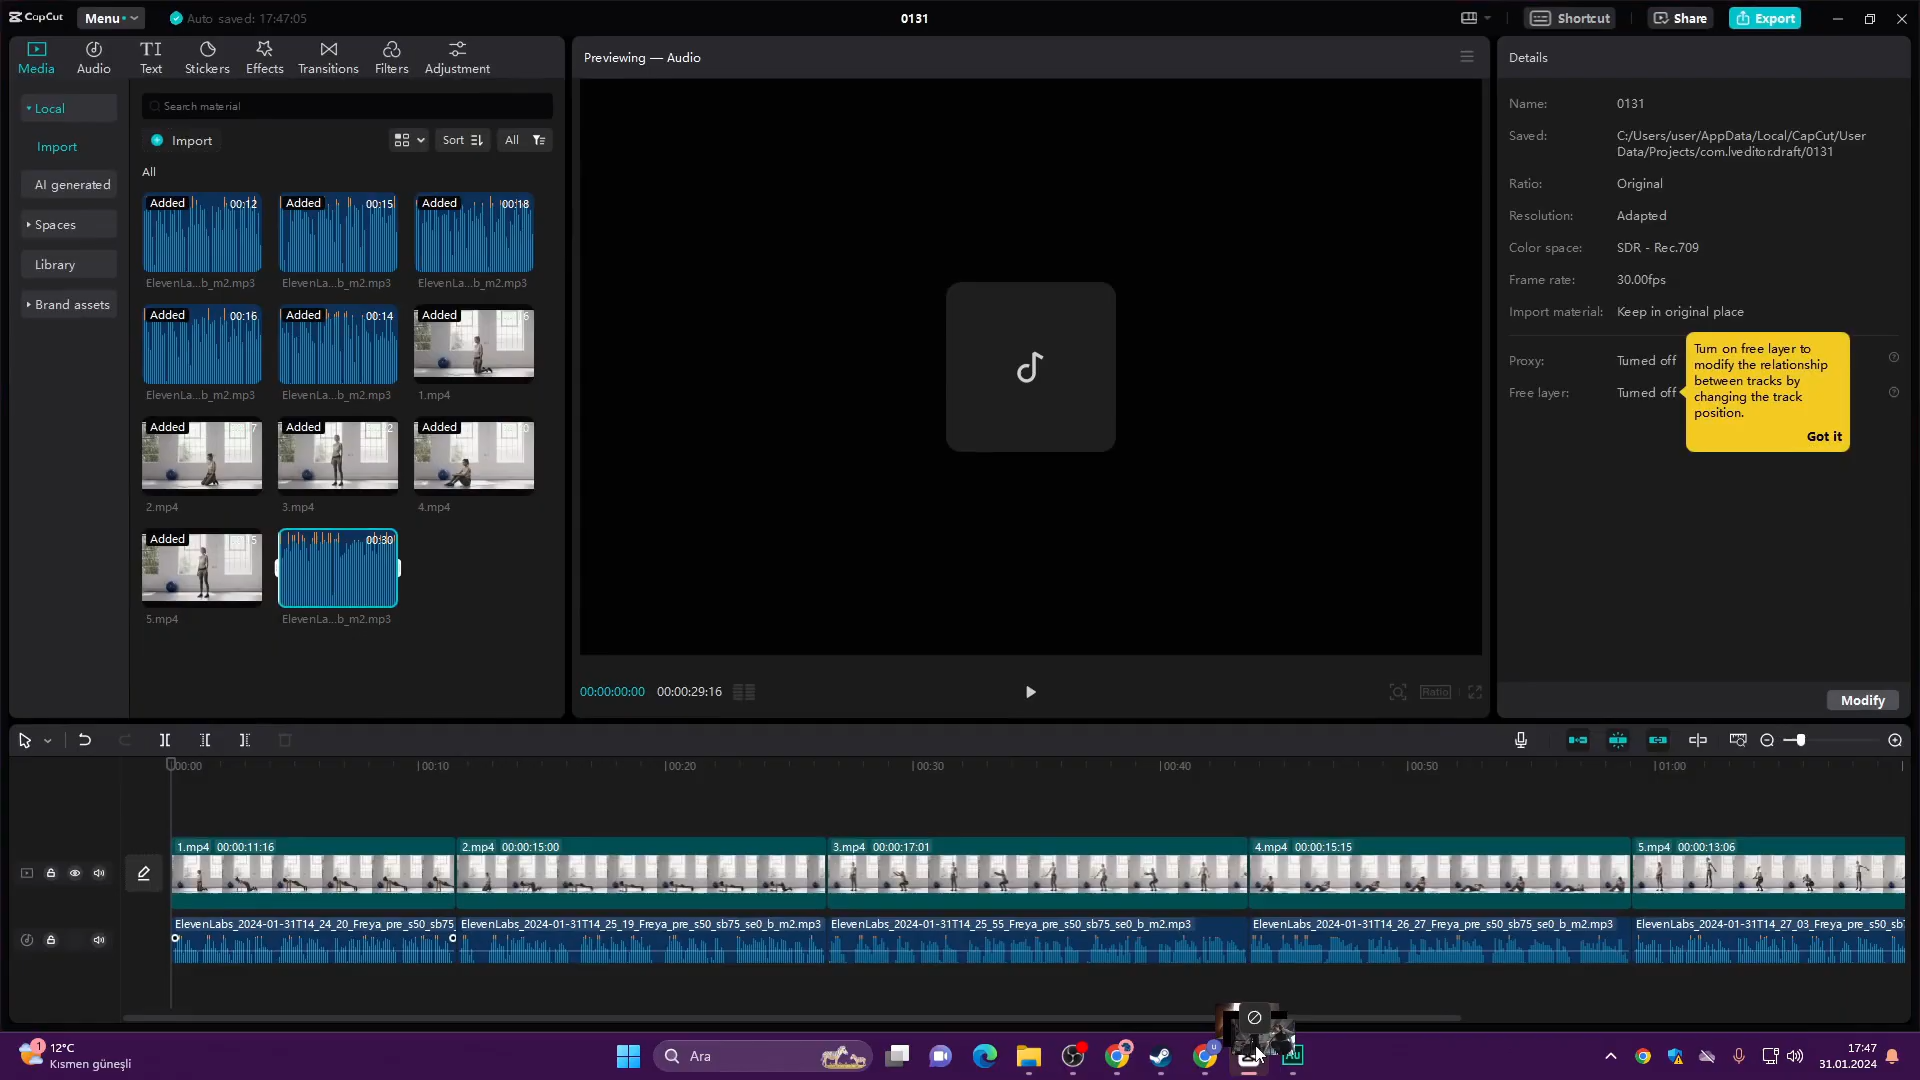 CapCut
Menu
Auto saved: 17:47:05
0131
Shortcut
Share
Export
Media
Audio
TI
Text
Stickers
Effects
Transitions
Filters
Adjustment
Local
Import
AI generated
Spaces
Library
Brand assets
Search material
Import
Sort
All
All
Added 00:12
Added 00:15
Added 00:18
ElevenLa...b_m2.mp3
ElevenLa...b_m2.mp3
ElevenLa...b_m2.mp3
Added 00:16
Added 00:14
Added
ElevenLa...b_m2.mp3
ElevenLa...b_m2.mp3
1.mp4
Added
Added
Added
2.mp4
3.mp4
4.mp4
Added
00:30
5.mp4
ElevenLa...b_m2.mp3
Previewing — Audio
00:00:00:00
00:00:29:16
Ratio
Details
Name: 0131
Saved: C:/Users/user/AppData/Local/CapCut/User
Data/Projects/com.lveditor.draft/0131
Ratio: Original
Resolution: Adapted
Color space: SDR - Rec.709
Frame rate: 30.00fps
Import material: Keep in original place
Proxy: Turned off
Free layer: Turned off
Turn on free layer to
modify the relationship
between tracks by
changing the track
position.
Got it
Modify
00:00
00:10
00:20
00:30
00:40
00:50
01:00
1.mp4 00:00:11:16
2.mp4 00:00:15:00
3.mp4 00:00:17:01
4.mp4 00:00:15:15
5.mp4 00:00:13:06
ElevenLabs_2024-01-31T14_24_20_Freya_pre_s50_sb75
ElevenLabs_2024-01-31T14_25_19_Freya_pre_s50_sb75_se0_b_m2.mp3
ElevenLabs_2024-01-31T14_25_55_Freya_pre_s50_sb75_se0_b_m2.mp3
ElevenLabs_2024-01-31T14_26_27_Freya_pre_s50_sb75_se0_b_m2.mp3
ElevenLabs_2024-01-31T14_27_03_Freya_pre_s50_sb7
1
12°C
Kısmen güneşli
Ara
u
Au
17:47
31.01.2024